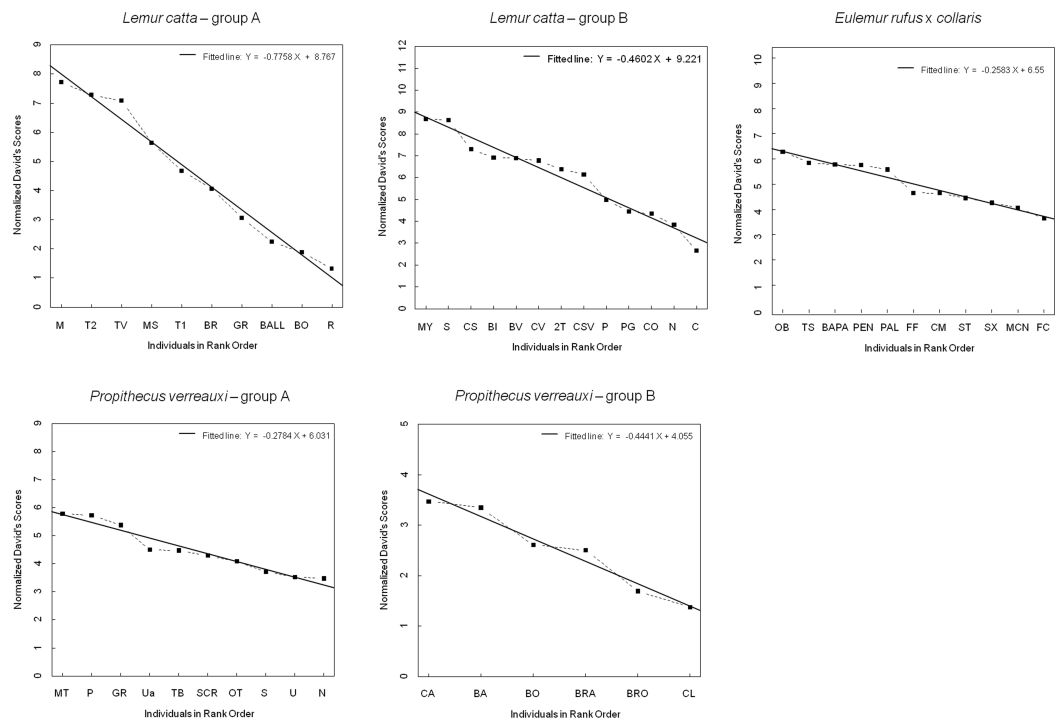 Lemur catta – group A
Fitted line: Y = -0.7758 X + 8.767
Normalized David's Scores
0 1 2 3 4 5 6 7 8 9
M T2 TV MS T1 BR GR BALL BO R
Individuals in Rank Order
Lemur catta – group B
Fitted line: Y = -0.4602 X + 9.221
Normalized David's Scores
0 1 2 3 4 5 6 7 8 9 10 11 12
MY S CS BI BV CV 2T CSV P PG CO N C
Individuals in Rank Order
Eulemur rufus x collaris
Fitted line: Y = -0.2583 X + 6.55
Normalized David's Scores
0 1 2 3 4 5 6 7 8 9 10
OB TS BAPA PEN PAL FF CM ST SX MCN FC
Individuals in Rank Order
Propithecus verreauxi – group A
Fitted line: Y = -0.2784 X + 6.031
Normalized David's Scores
0 1 2 3 4 5 6 7 8 9
MT P GR Ua TB SCR OT S U N
Individuals in Rank Order
Propithecus verreauxi – group B
Fitted line: Y = -0.4441 X + 4.055
Normalized David's Scores
0 1 2 3 4 5
CA BA BO BRA BRO CL
Individuals in Rank Order